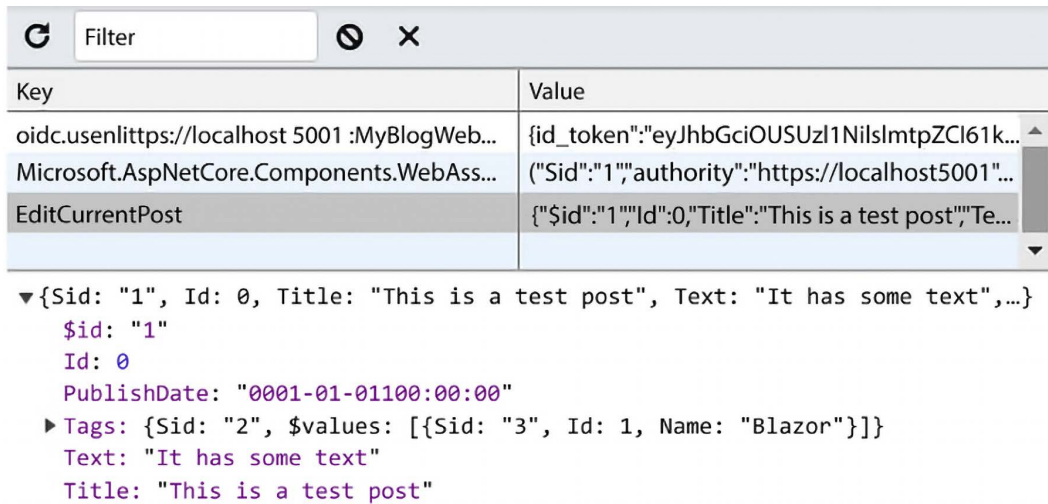 Filter
Key Value
oidc.usenlittps://localhost 5001 :MyBlogWeb... {id_token":"eyJhbGciOUSUzl1NilslmtpZCl61k...
Microsoft.AspNetCore.Components.WebAss... ("Sid":"1","authority":"https://localhost5001"...
EditCurrentPost {"$id":"1","Id":0,"Title":"This is a test post","Te...
{Sid: "1", Id: 0, Title: "This is a test post", Text: "It has some text",…}
$id: "1"
Id: 0
PublishDate: "0001-01-01100:00:00"
Tags: {Sid: "2", $values: [{Sid: "3", Id: 1, Name: "Blazor"}]}
Text: "It has some text"
Title: "This is a test post"